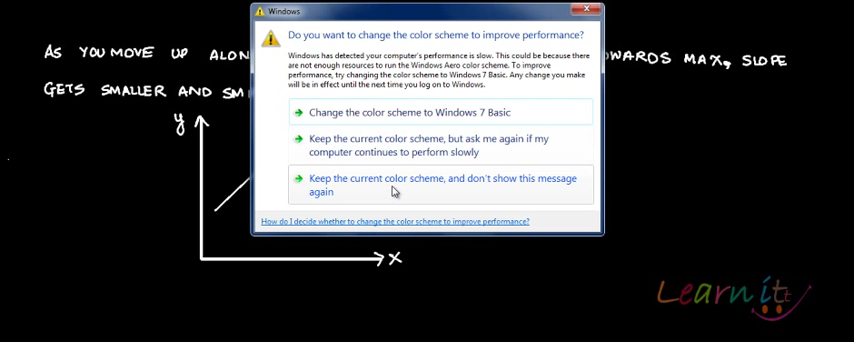 Windows
Do you want to change the color scheme to improve performance?
Windows has detected your computer's performance is slow. This could be because there
are not enough resources to run the Windows Aero color scheme. To improve
performance, try changing the color scheme to Windows 7 Basic. Any change you make
will be in effect until the next time you log on to Windows.
AS YOU MOVE UP MAX, SLOPE
GETS SMALLER AND
Change the color scheme to Windows 7 Basic
Keep the current color scheme, but ask me again if my
computer continues to perform slowly
Keep the current color scheme, and don't show this message
again
How do I decide whether to change the color scheme to improve performance?
y
x
Learnitt